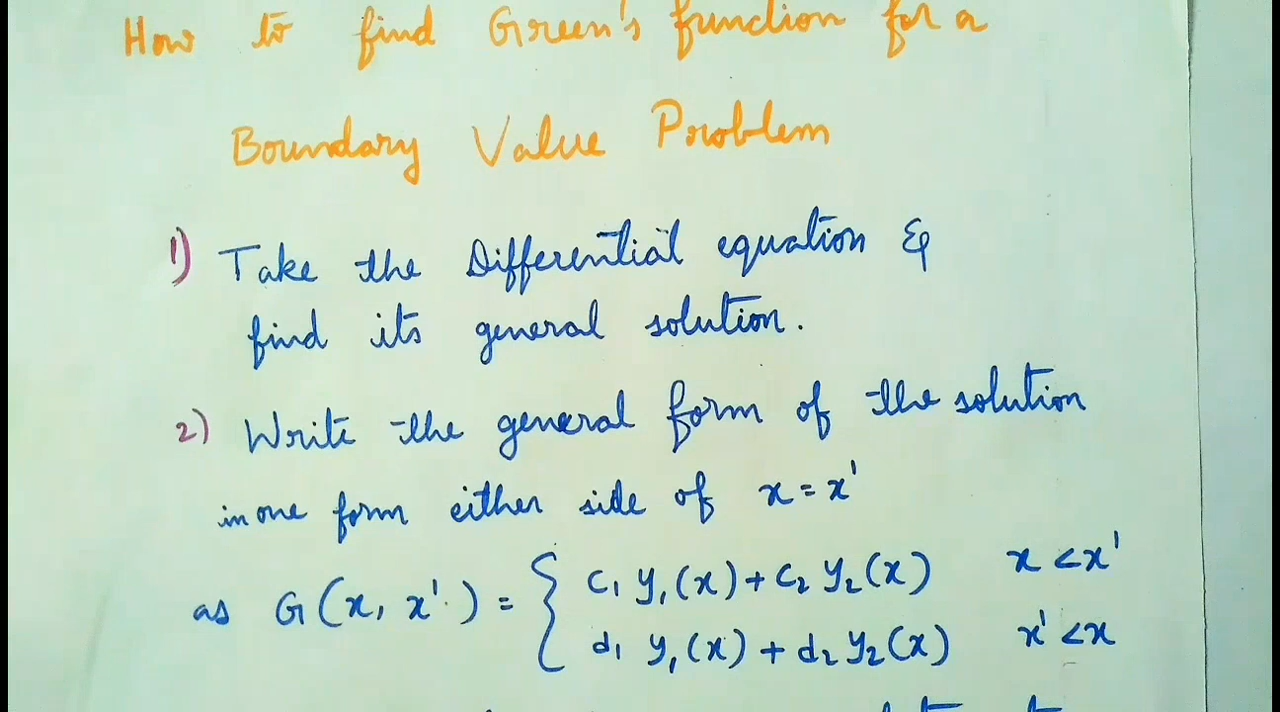 How to find Green's function for a
Boundary Value Problem
1) Take the Differential equation &
find its general solution.
2) Write the general form of the solution
in one form either side of x = x'
as G(x, x') = { c₁ y₁(x) + c₂ y₂(x) x < x'
d₁ y₁(x) + d₂ y₂(x) x' < x